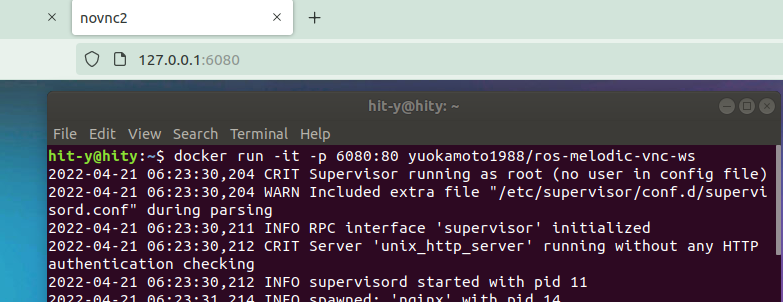 novnc2
127.0.0.1:6080
hit-y@hity: ~
File Edit View Search Terminal Help
hit-y@hity:~$ docker run -it -p 6080:80 yuokamoto1988/ros-melodic-vnc-ws
2022-04-21 06:23:30,204 CRIT Supervisor running as root (no user in config file)
2022-04-21 06:23:30,204 WARN Included extra file "/etc/supervisor/conf.d/supervi
sord.conf" during parsing
2022-04-21 06:23:30,211 INFO RPC interface 'supervisor' initialized
2022-04-21 06:23:30,212 CRIT Server 'unix_http_server' running without any HTTP
authentication checking
2022-04-21 06:23:30,212 INFO supervisord started with pid 11
2022-04-21 06:23:31,214 INFO spawned: 'nginx' with pid 14